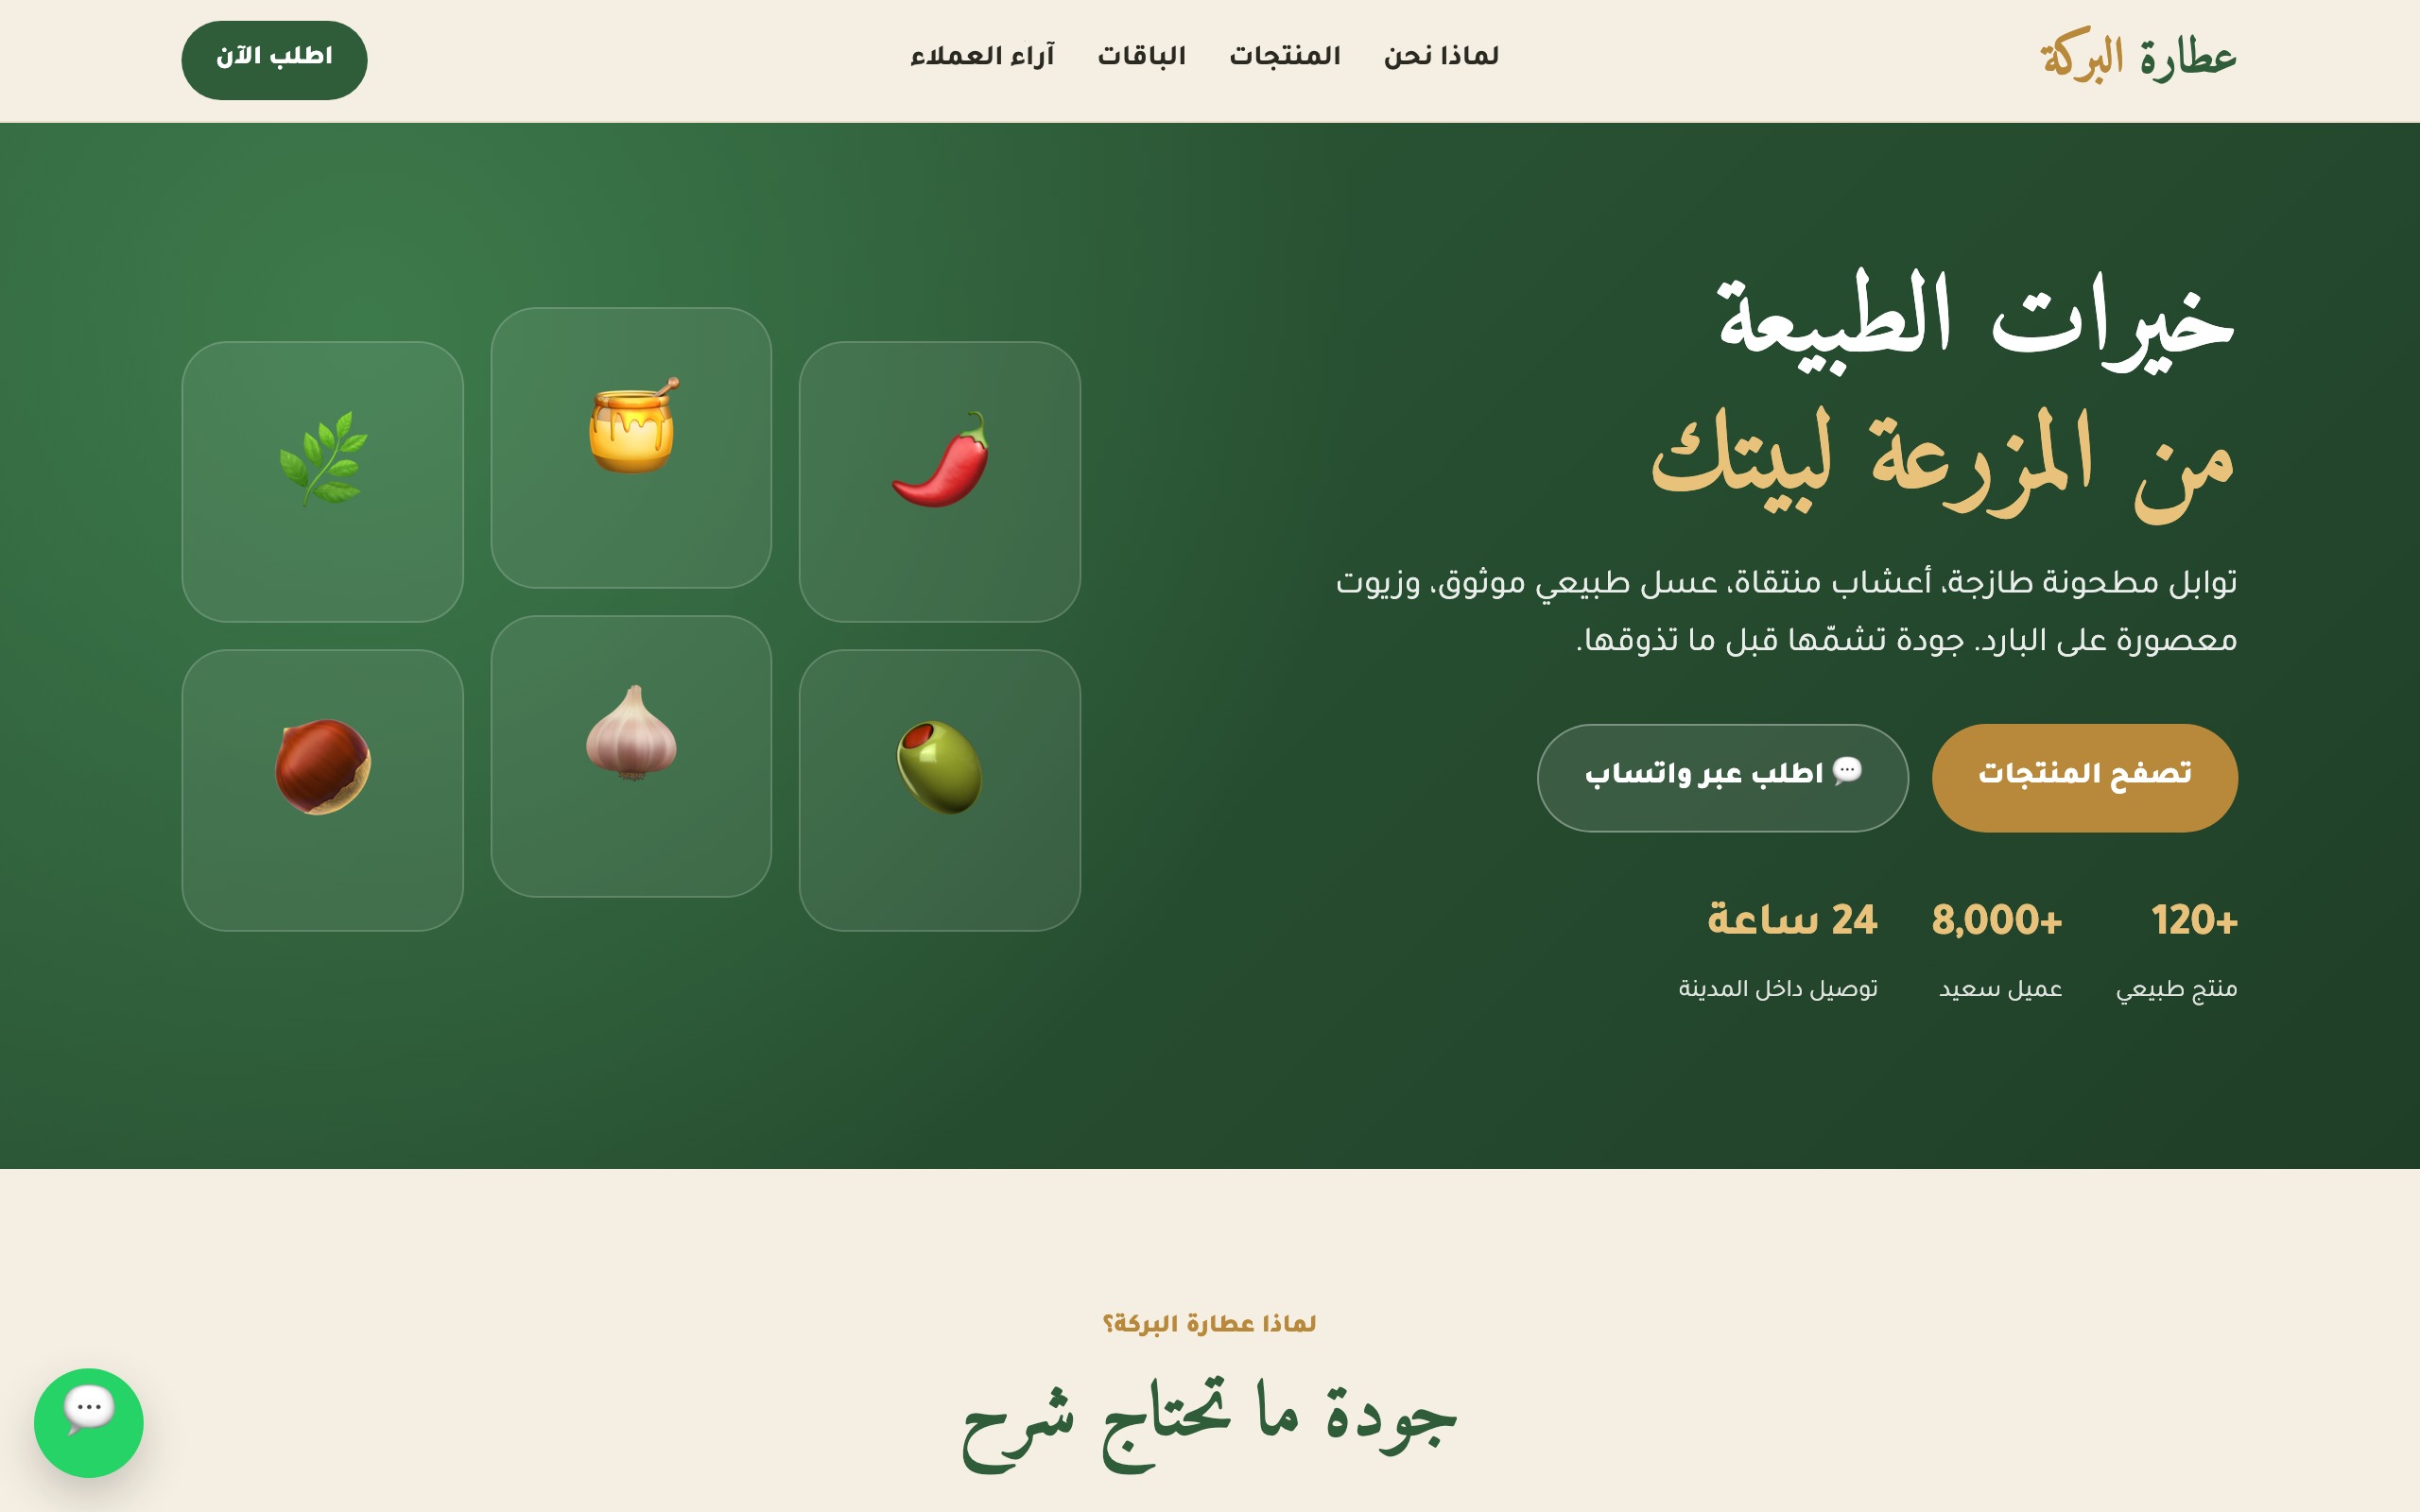 عطارة البركة
لماذا نحن
المنتجات
الباقات
آراء العملاء
اطلب الآن
خيرات الطبيعة
من المزرعة لبيتك
توابل مطحونة طازجة، أعشاب منتقاة، عسل طبيعي موثوق، وزيوت
معصورة على البارد. جودة تشمّها قبل ما تذوقها.
تصفح المنتجات
💬 اطلب عبر واتساب
+120
منتج طبيعي
+8,000
عميل سعيد
24 ساعة
توصيل داخل المدينة
لماذا عطارة البركة؟
جودة ما تحتاج شرح